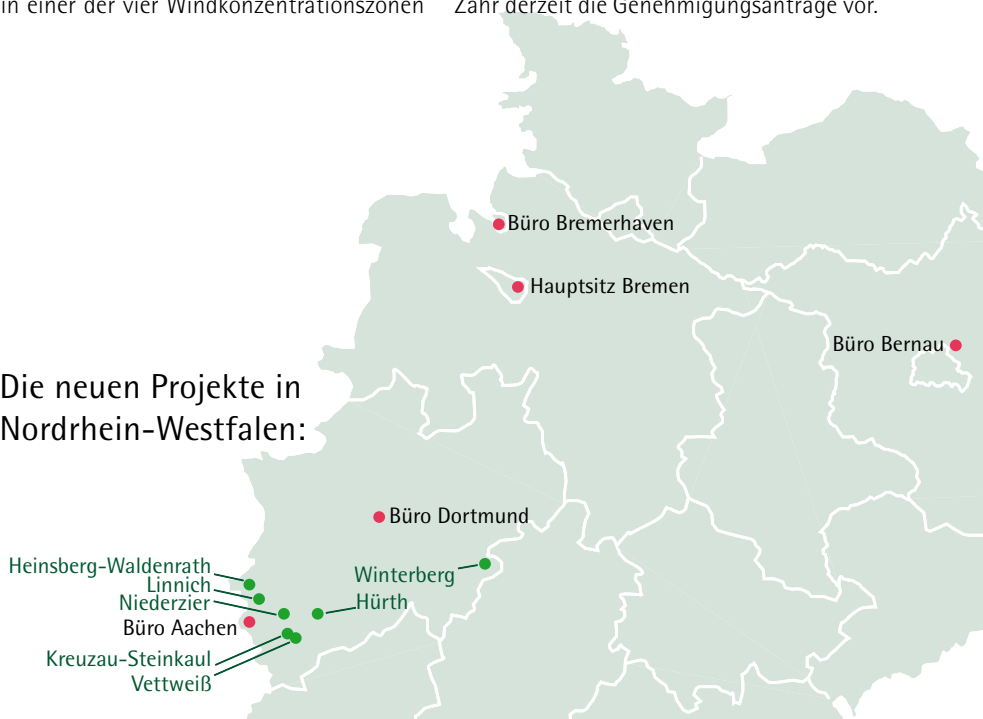 in einer der vier Windkonzentrationszonen
Zahr derzeit die Genehmigungsanträge vor.
Büro Bremerhaven
Hauptsitz Bremen
Büro Bernau
Die neuen Projekte in
Nordrhein-Westfalen:
Büro Dortmund
Heinsberg-Waldenrath
Linnich
Niederzier
Büro Aachen
Winterberg
Hürth
Kreuzau-Steinkaul
Vettweiß